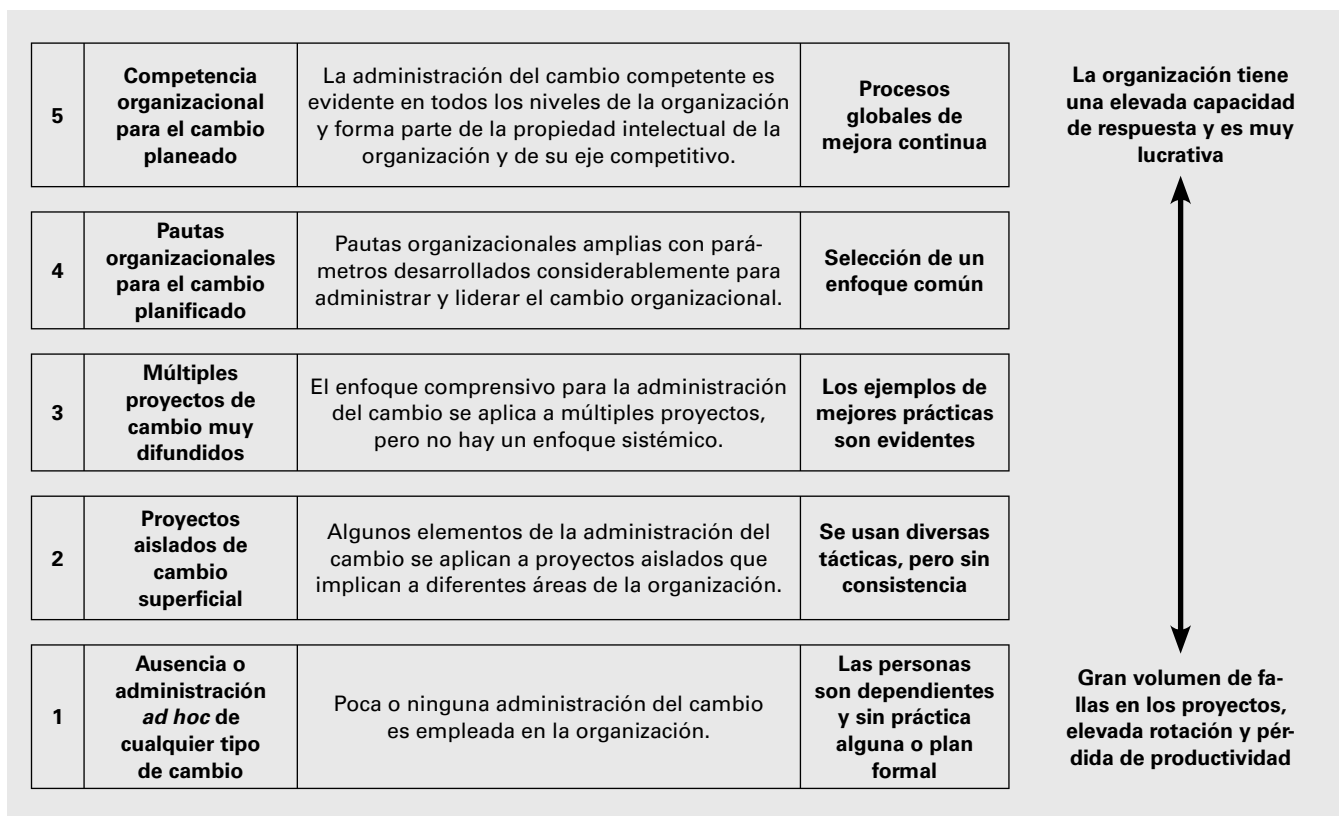 5
Competencia
organizacional
para el cambio
planeado
La administración del cambio competente es
evidente en todos los niveles de la organización
y forma parte de la propiedad intelectual de la
organización y de su eje competitivo.
Procesos
globales de
mejora continua
La organización tiene
una elevada capacidad
de respuesta y es muy
lucrativa
4
Pautas
organizacionales
para el cambio
planificado
Pautas organizacionales amplias con pará-
metros desarrollados considerablemente para
administrar y liderar el cambio organizacional.
Selección de un
enfoque común
3
Múltiples
proyectos de
cambio muy
difundidos
El enfoque comprensivo para la administración
del cambio se aplica a múltiples proyectos,
pero no hay un enfoque sistémico.
Los ejemplos de
mejores prácticas
son evidentes
2
Proyectos
aislados de
cambio
superficial
Algunos elementos de la administración del
cambio se aplican a proyectos aislados que
implican a diferentes áreas de la organización.
Se usan diversas
tácticas, pero sin
consistencia
1
Ausencia o
administración
ad hoc de
cualquier tipo
de cambio
Poca o ninguna administración del cambio
es empleada en la organización.
Las personas
son dependientes
y sin práctica
alguna o plan
formal
Gran volumen de fa-
llas en los proyectos,
elevada rotación y pér-
dida de productividad